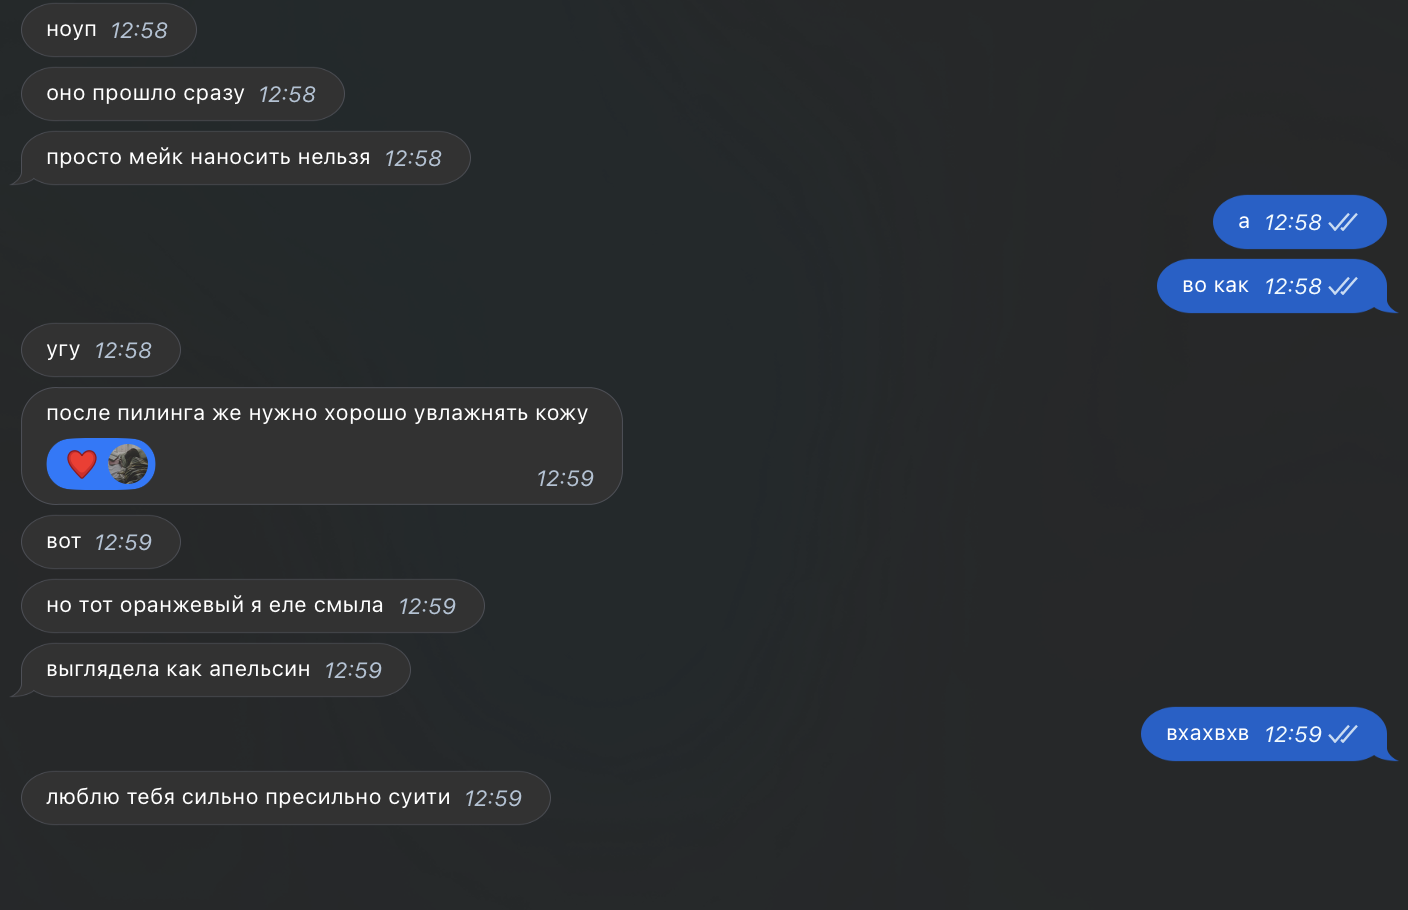 ноуп 12:58
оно прошло сразу 12:58
просто мейк наносить нельзя 12:58
а 12:58
во как 12:58
угу 12:58
после пилинга же нужно хорошо увлажнять кожу
12:59
вот 12:59
но тот оранжевый я еле смыла 12:59
выглядела как апельсин 12:59
вхахвхв 12:59
люблю тебя сильно пресильно суити 12:59